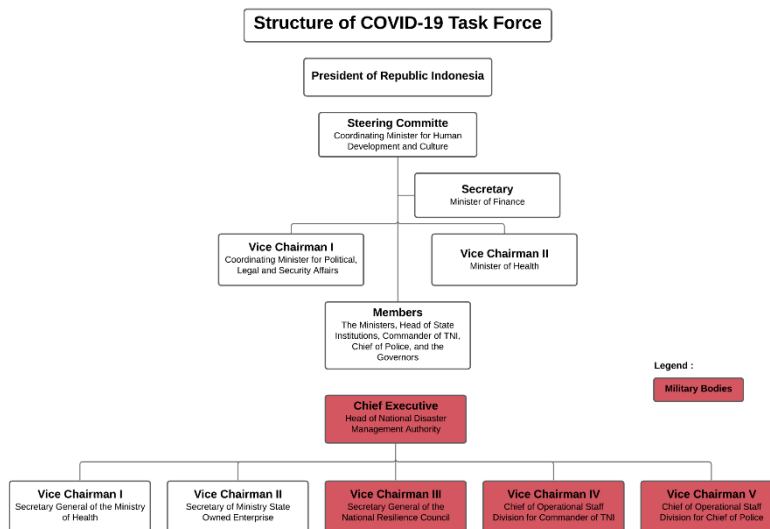 Structure of COVID-19 Task Force
President of Republic Indonesia
Steering Committe
Coordinating Minister for Human
Development and Culture
Secretary
Minister of Finance
Vice Chairman I
Coordinating Minister for Political,
Legal and Security Affairs
Vice Chairman II
Minister of Health
Members
The Ministers, Head of State
Institutions, Commander of TNI,
Chief of Police, and the
Governors
Legend :
Military Bodies
Chief Executive
Head of National Disaster
Management Authority
Vice Chairman I
Secretary General of the Ministry
of Health
Vice Chairman II
Secretary of Ministry State
Owned Enterprise
Vice Chairman III
Secretary General of the
National Resilience Council
Vice Chairman IV
Chief of Operational Staff
Division for Commander of TNI
Vice Chairman V
Chief of Operational Staff
Division for Chief of Police